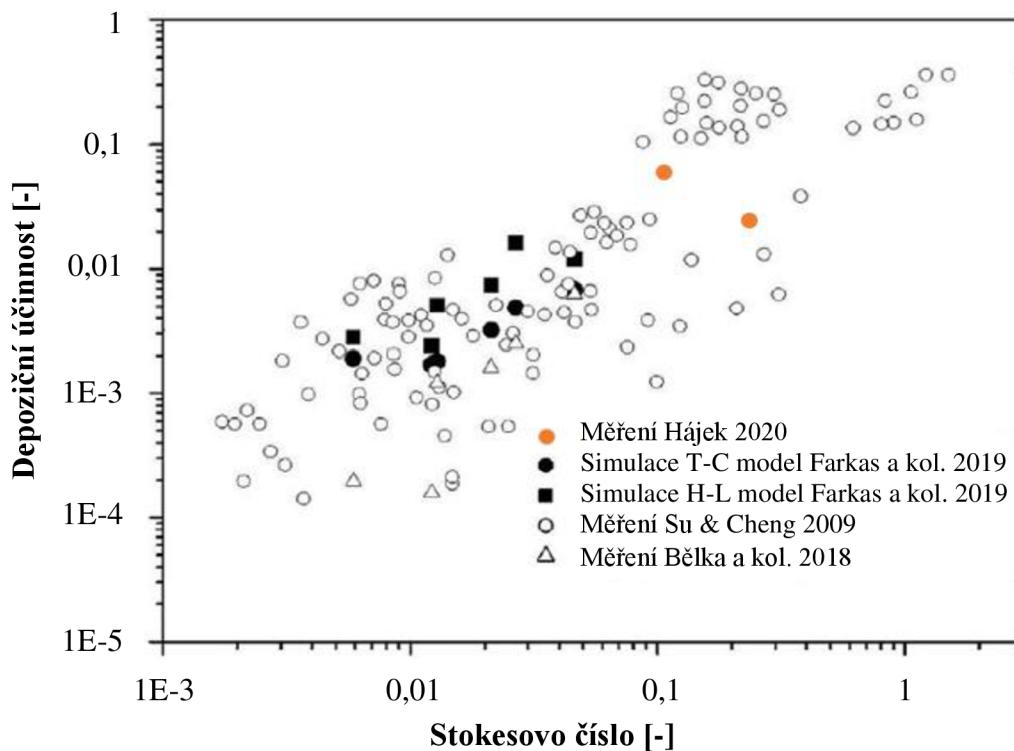 1
0,1
0,01
1E-3
1E-4
1E-5
Depoziční účinnost [-]
Měření Hájek 2020
Simulace T-C model Farkas a kol. 2019
Simulace H-L model Farkas a kol. 2019
Měření Su & Cheng 2009
Měření Bělka a kol. 2018
1E-3
0,01
0,1
1
Stokesovo číslo [-]